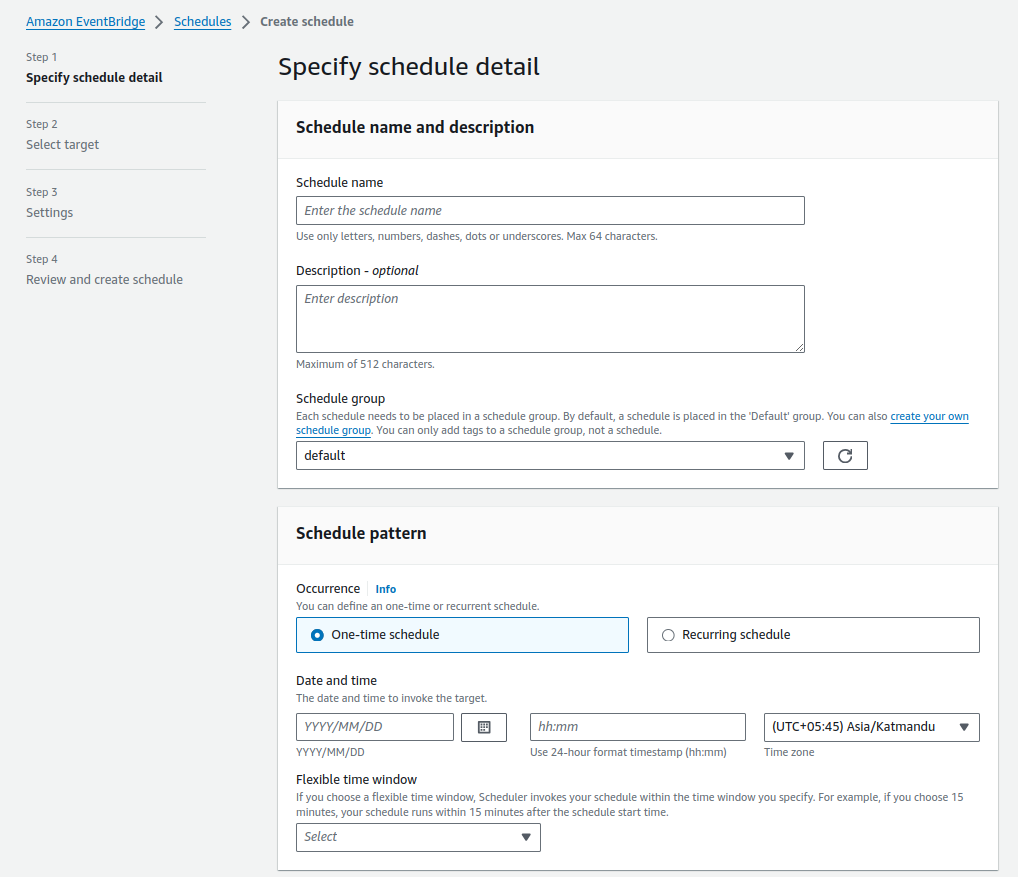 Amazon EventBridge > Schedules > Create schedule
Step 1
Specify schedule detail
Step 2
Select target
Step 3
Settings
Step 4
Review and create schedule
Specify schedule detail
Schedule name and description
Schedule name
Enter the schedule name
Use only letters, numbers, dashes, dots or underscores. Max 64 characters.
Description - optional
Enter description
Maximum of 512 characters.
Schedule group
Each schedule needs to be placed in a schedule group. By default, a schedule is placed in the 'Default' group. You can also create your own
schedule group. You can only add tags to a schedule group, not a schedule.
default
Schedule pattern
Occurrence Info
You can define an one-time or recurrent schedule.
One-time schedule Recurring schedule
Date and time
The date and time to invoke the target.
YYYY/MM/DD hh:mm (UTC+05:45) Asia/Katmandu
YYYY/MM/DD Use 24-hour format timestamp (hh:mm) Time zone
Flexible time window
If you choose a flexible time window, Scheduler invokes your schedule within the time window you specify. For example, if you choose 15
minutes, your schedule runs within 15 minutes after the schedule start time.
Select